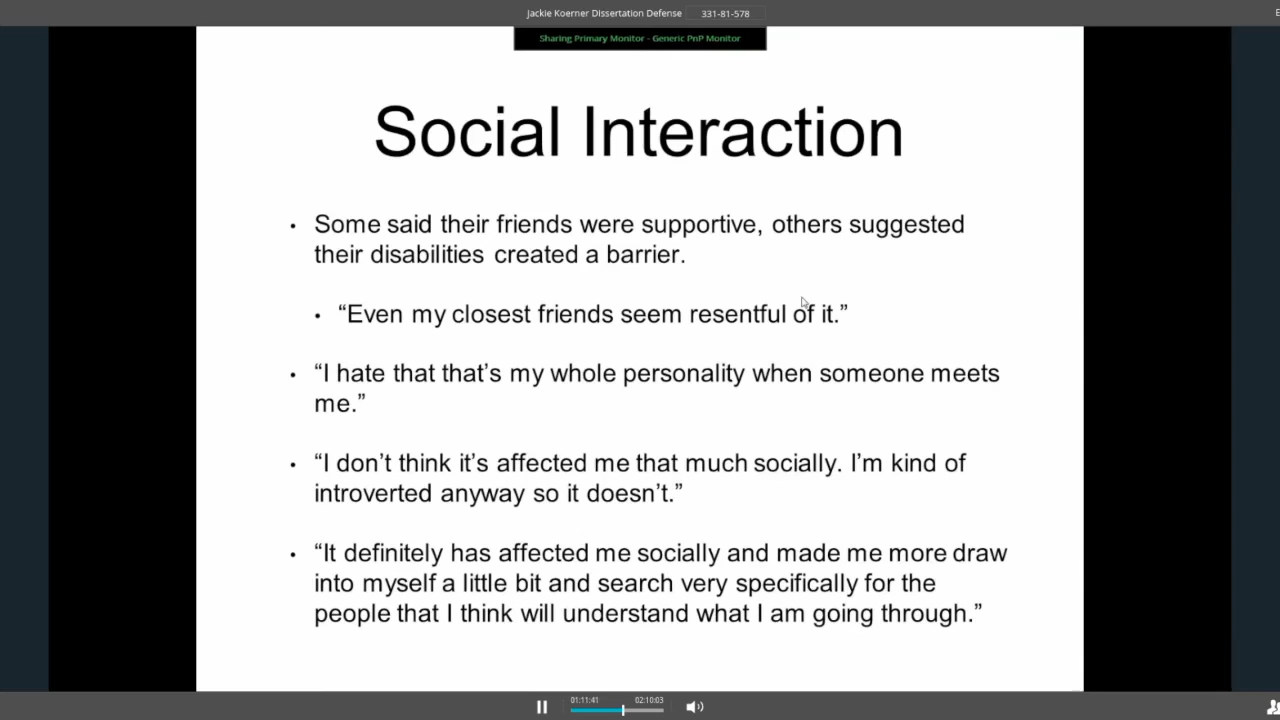 Jackie Koerner Dissertation Defense 331-81-578
Sharing Primary Monitor - Generic PnP Monitor
Social Interaction
• Some said their friends were supportive, others suggested
their disabilities created a barrier.
• “Even my closest friends seem resentful of it.”
• “I hate that that’s my whole personality when someone meets
me.”
• “I don’t think it’s affected me that much socially. I’m kind of
introverted anyway so it doesn’t.”
• “It definitely has affected me socially and made me more draw
into myself a little bit and search very specifically for the
people that I think will understand what I am going through.”
01:11:41 02:10:03